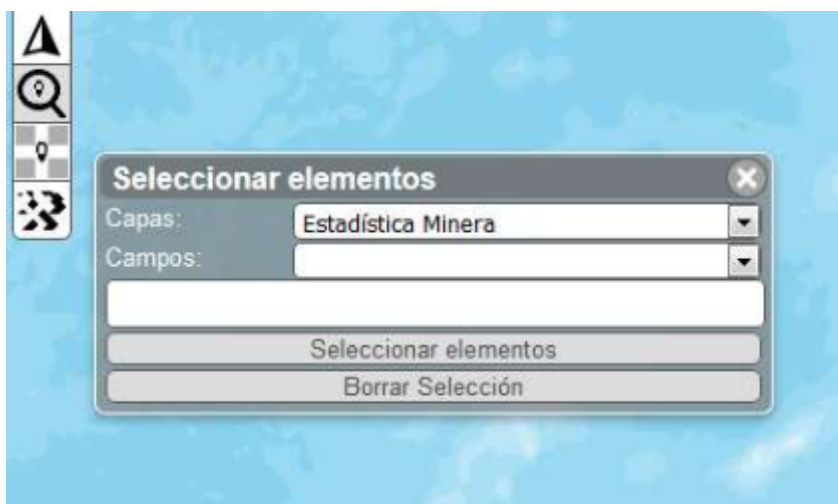 Seleccionar elementos
Capas: Estadística Minera
Campos:
Seleccionar elementos
Borrar Selección